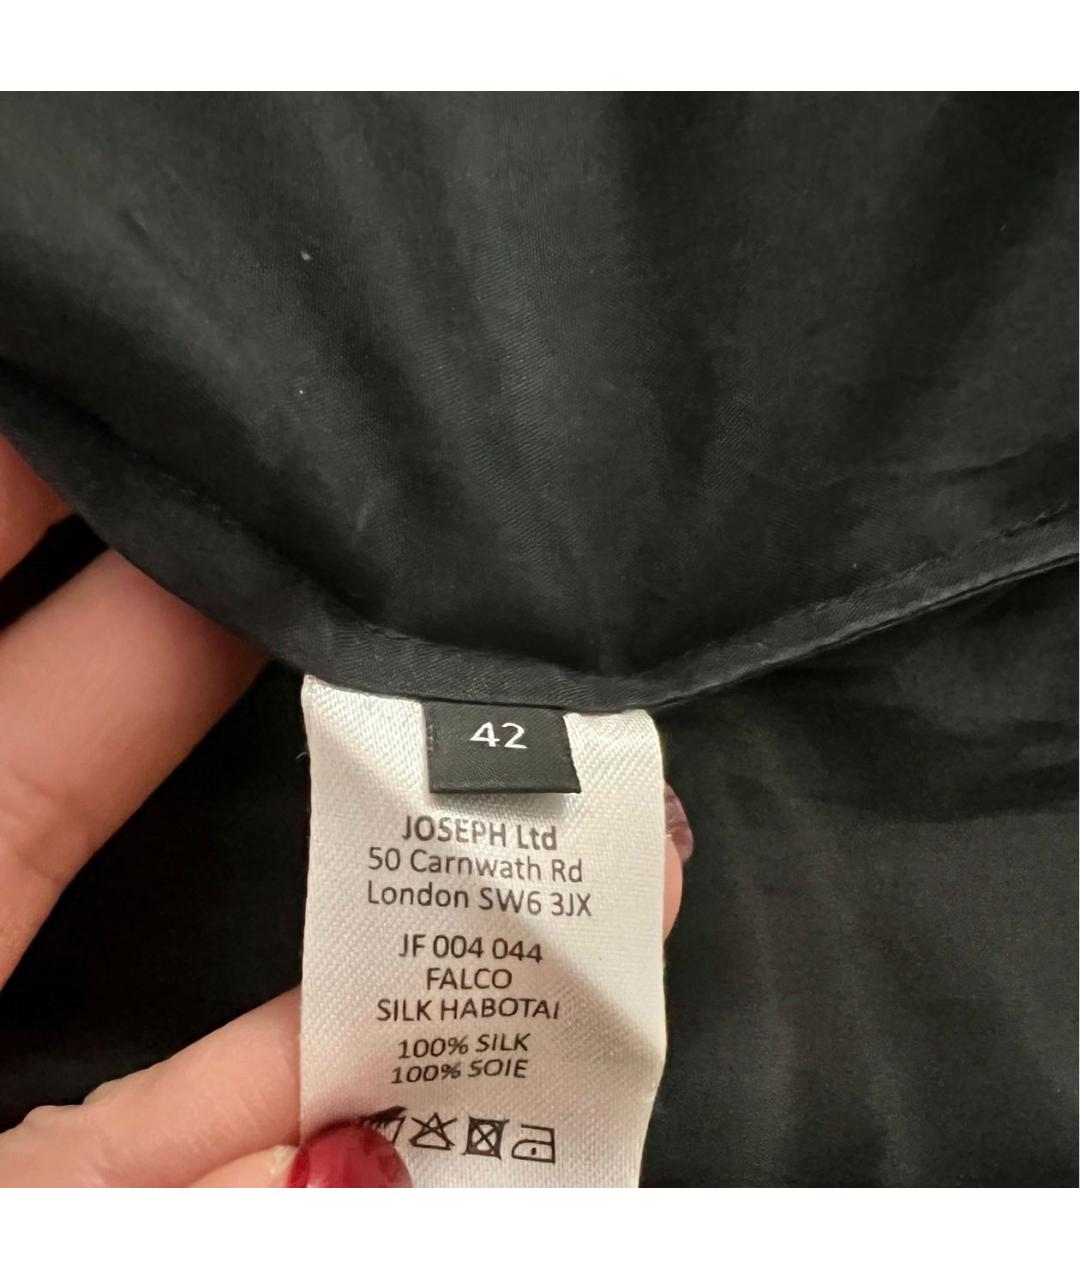 42
JOSEPH Ltd
50 Carnwath Rd
London SW6 3JX
JF 004 044
FALCO
SILK HABOTAI
100% SILK
100% SOIE